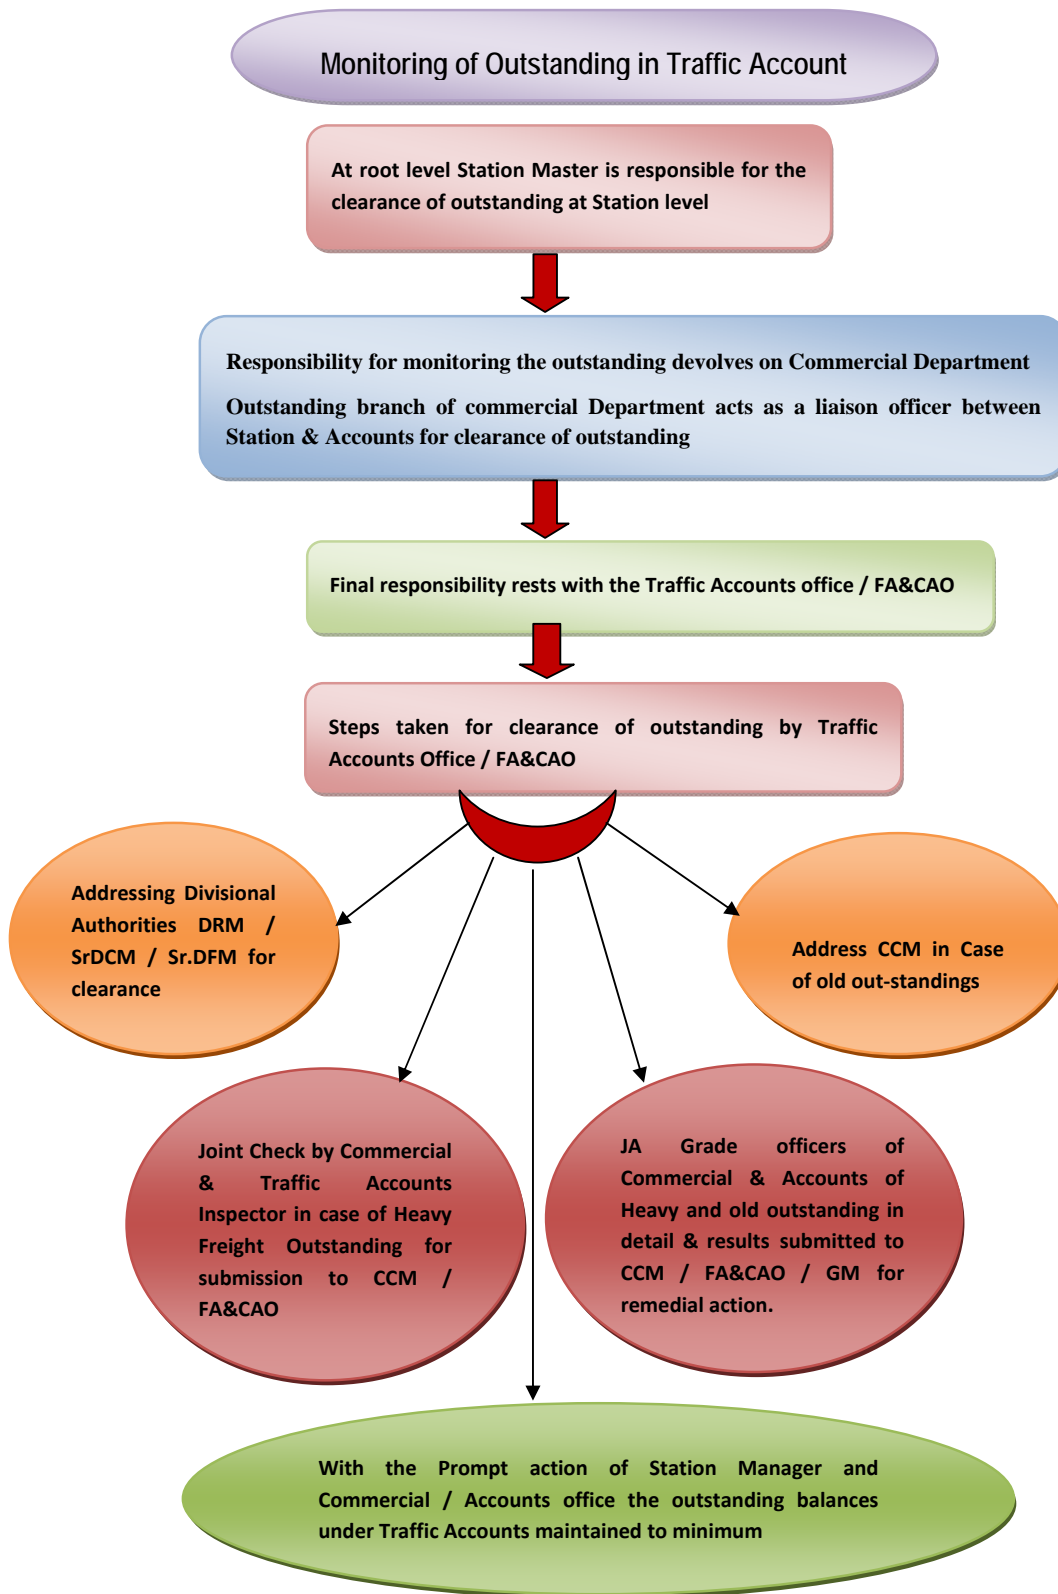 Monitoring of Outstanding in Traffic Account
At root level Station Master is responsible for the
clearance of outstanding at Station level
Responsibility for monitoring the outstanding devolves on Commercial Department
Outstanding branch of commercial Department acts as a liaison officer between
Station & Accounts for clearance of outstanding
Final responsibility rests with the Traffic Accounts office / FA&CAO
Steps taken for clearance of outstanding by Traffic
Accounts Office / FA&CAO
Addressing Divisional
Authorities DRM /
SrDCM / Sr.DFM for
clearance
Address CCM in Case
of old out-standings
Joint Check by Commercial
& Traffic Accounts
Inspector in case of Heavy
Freight Outstanding for
submission to CCM /
FA&CAO
JA Grade officers of
Commercial & Accounts of
Heavy and old outstanding in
detail & results submitted to
CCM / FA&CAO / GM for
remedial action.
With the Prompt action of Station Manager and
Commercial / Accounts office the outstanding balances
under Traffic Accounts maintained to minimum